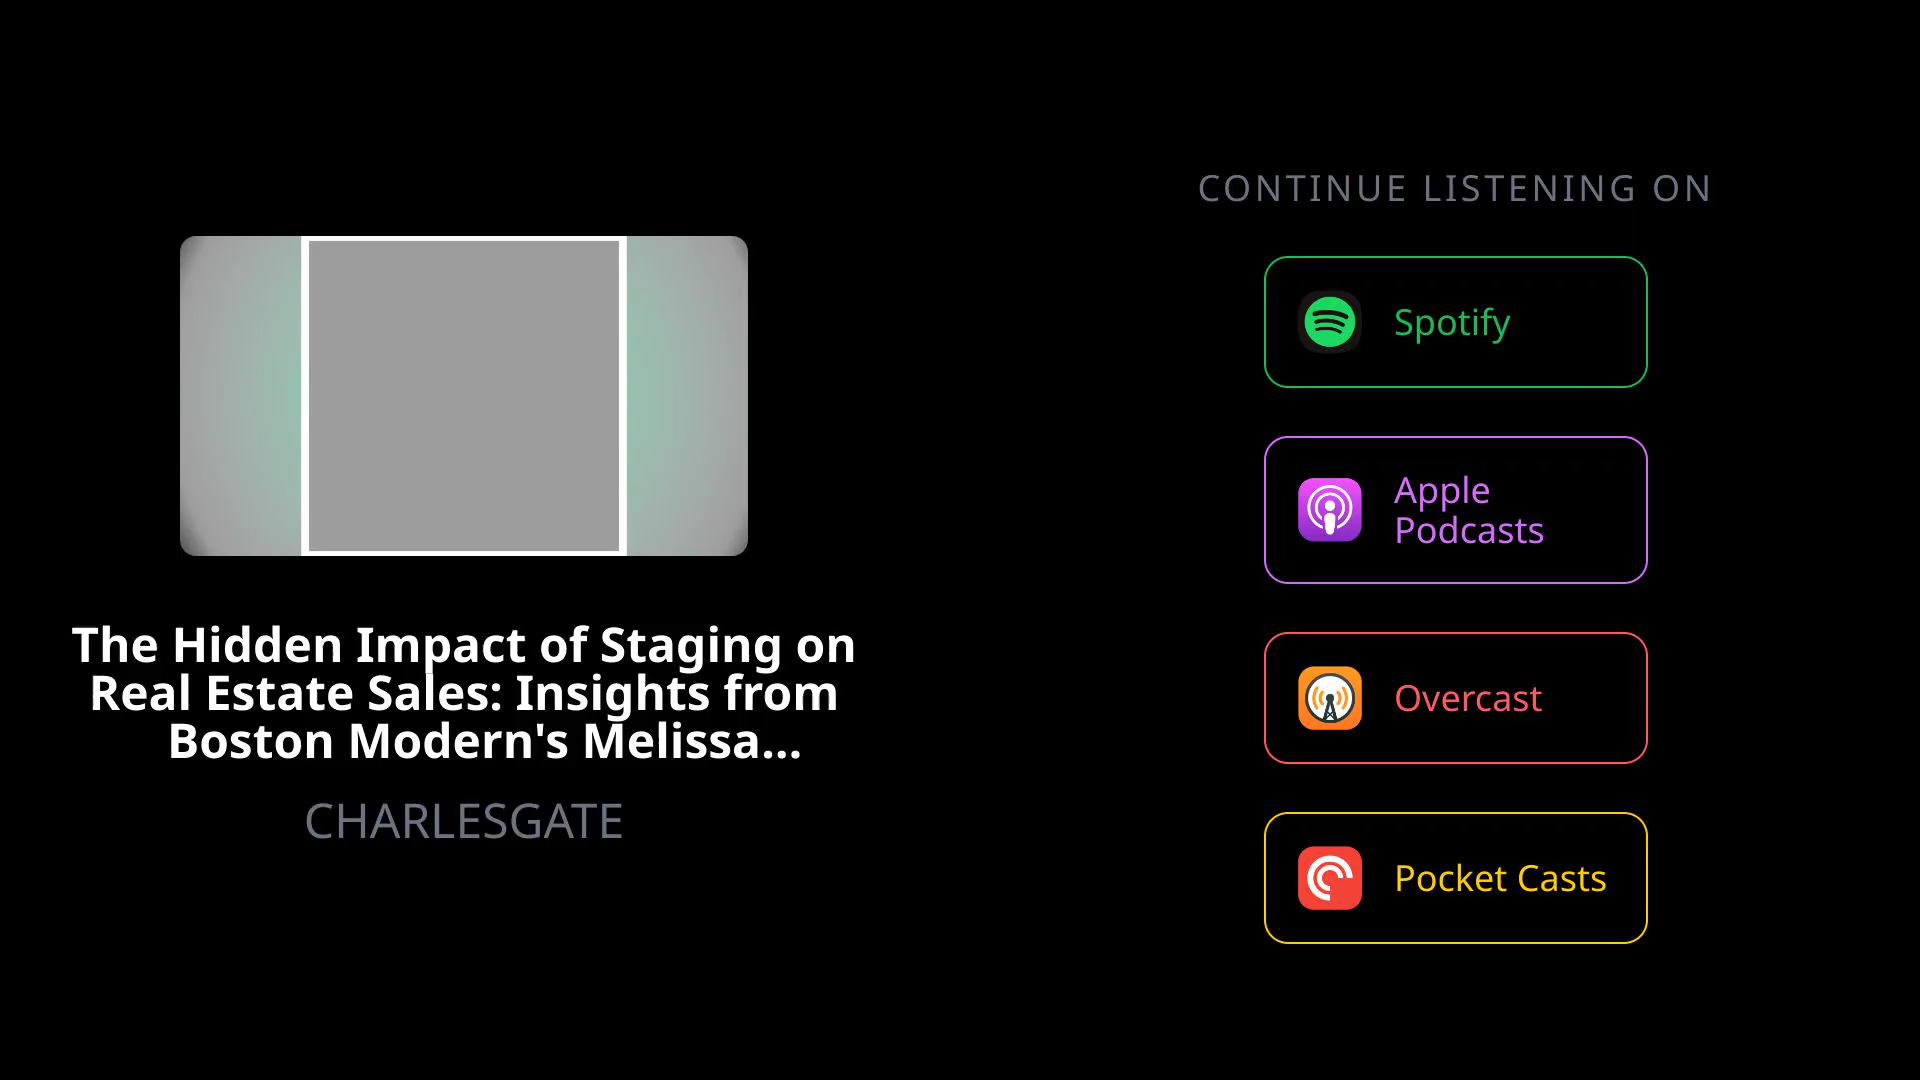 The Hidden Impact of Staging on
Real Estate Sales: Insights from
Boston Modern's Melissa...
CHARLESGATE
CONTINUE LISTENING ON
Spotify
Apple
Podcasts
Overcast
Pocket Casts